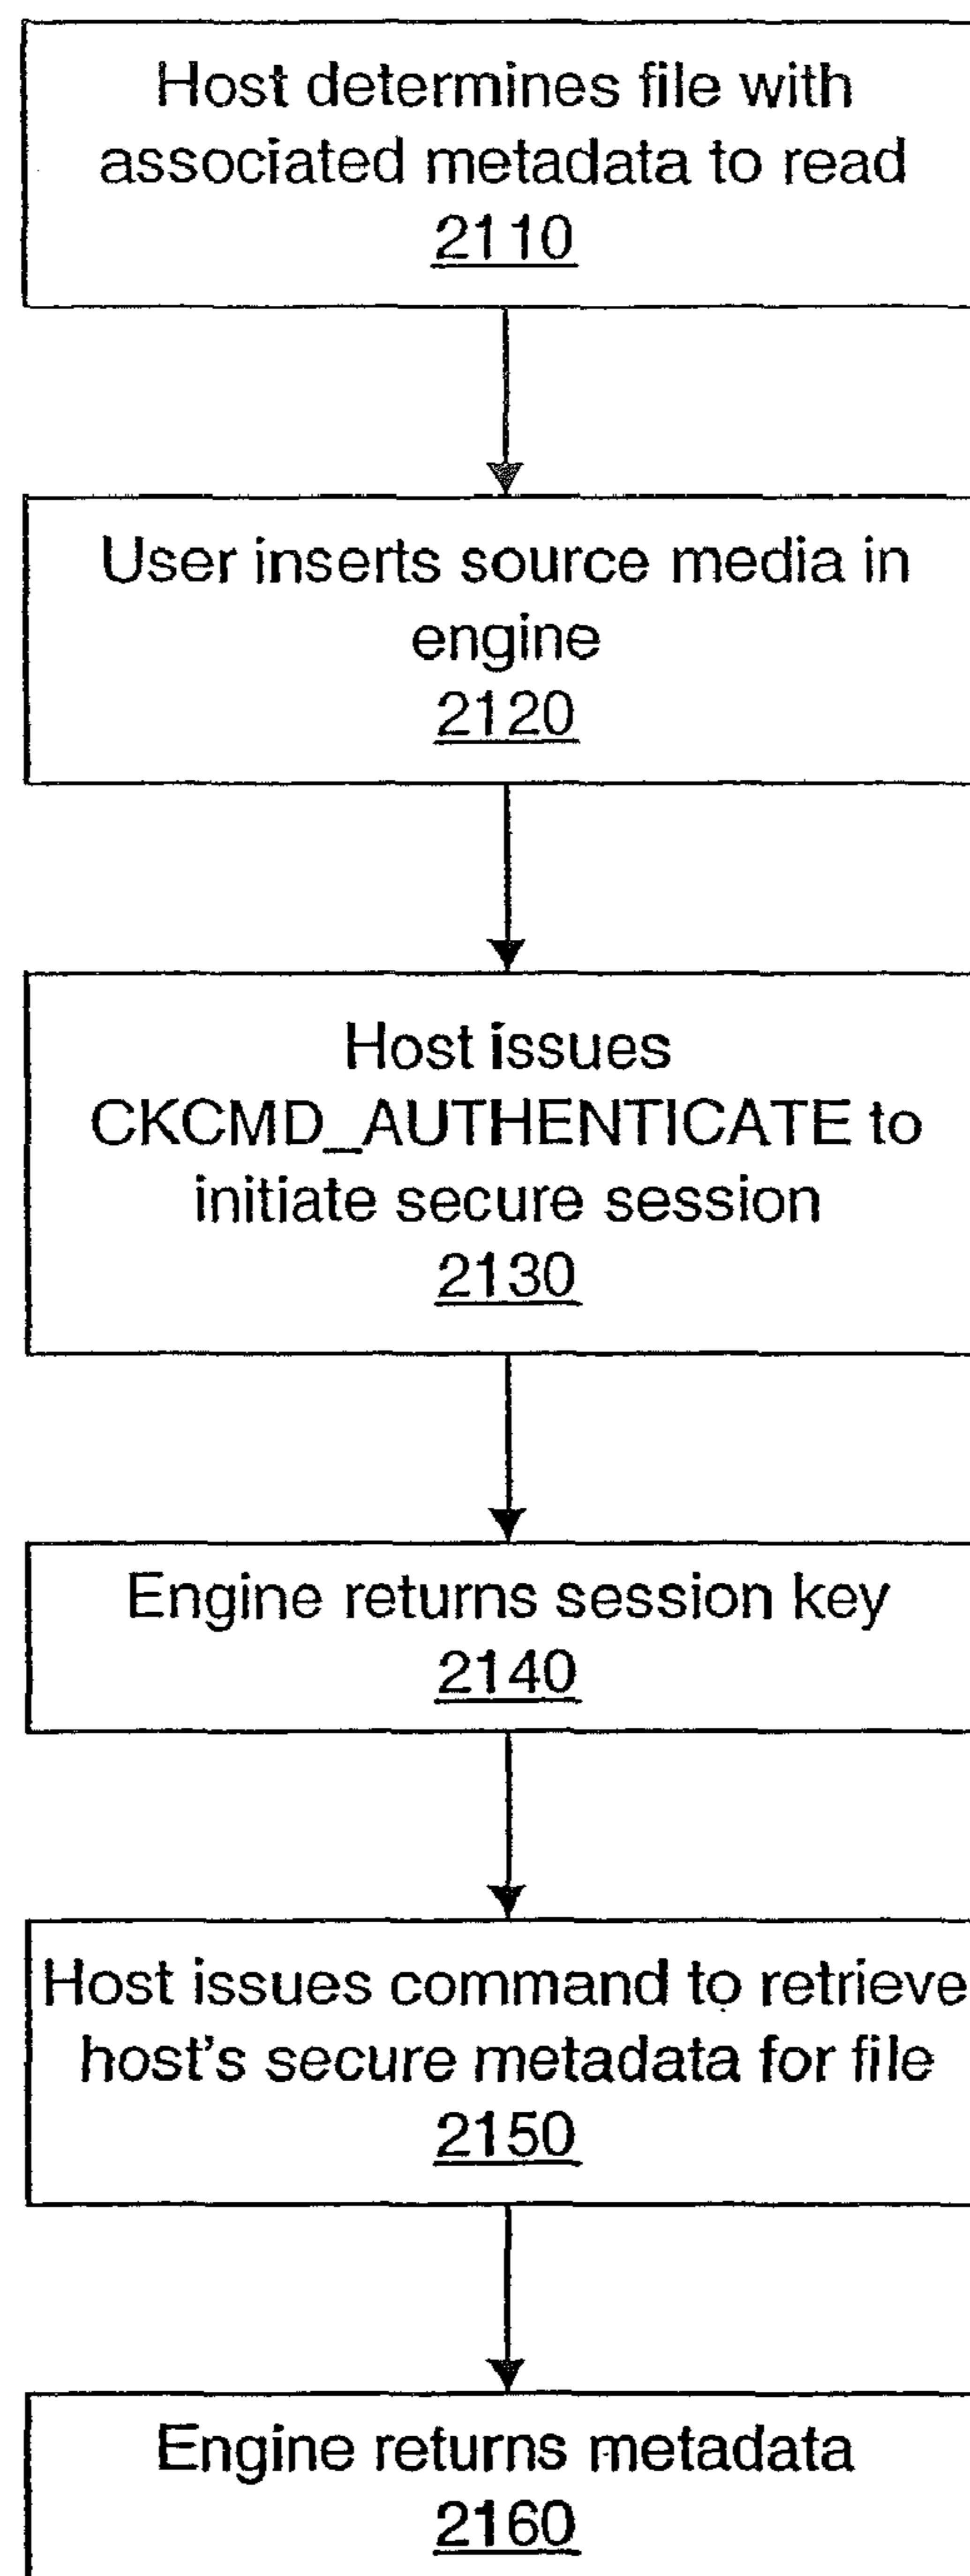 Host determines file with
associated metadata to read
2110
User inserts source media in
engine
2120
Host issues
CKCMD_AUTHENTICATE to
initiate secure session
2130
Engine returns session key
2140
Host issues command to retrieve
host's secure metadata for file
2150
Engine returns metadata
2160